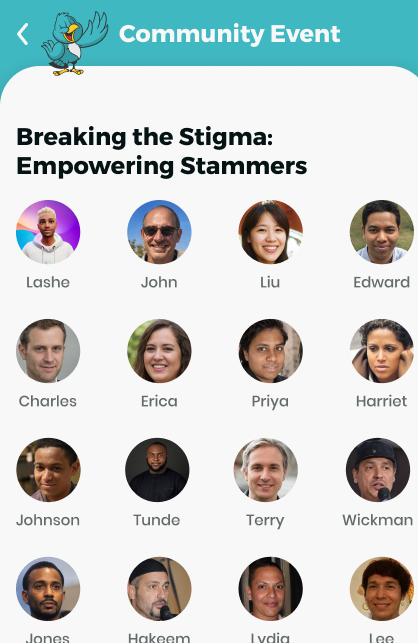 Community Event
Breaking the Stigma:
Empowering Stammers
Lashe John Liu Edward
Charles Erica Priya Harriet
Johnson Tunde Terry Wickman
Jones Hakeem Lydia Lee